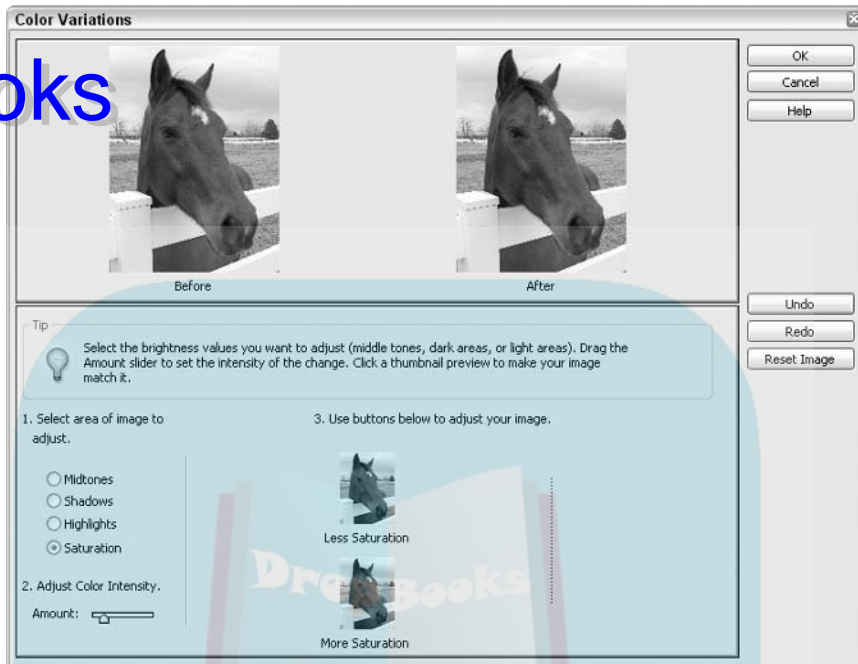 Color Variations
OK
Cancel
Help
oks
Before
After
Undo
Redo
Reset Image
Tip
Select the brightness values you want to adjust (middle tones, dark areas, or light areas). Drag the
Amount slider to set the intensity of the change. Click a thumbnail preview to make your image
match it.
1. Select area of image to
adjust.
3. Use buttons below to adjust your image.
Midtones
Shadows
Highlights
Saturation
Less Saturation
2. Adjust Color Intensity.
Amount:
More Saturation
Books